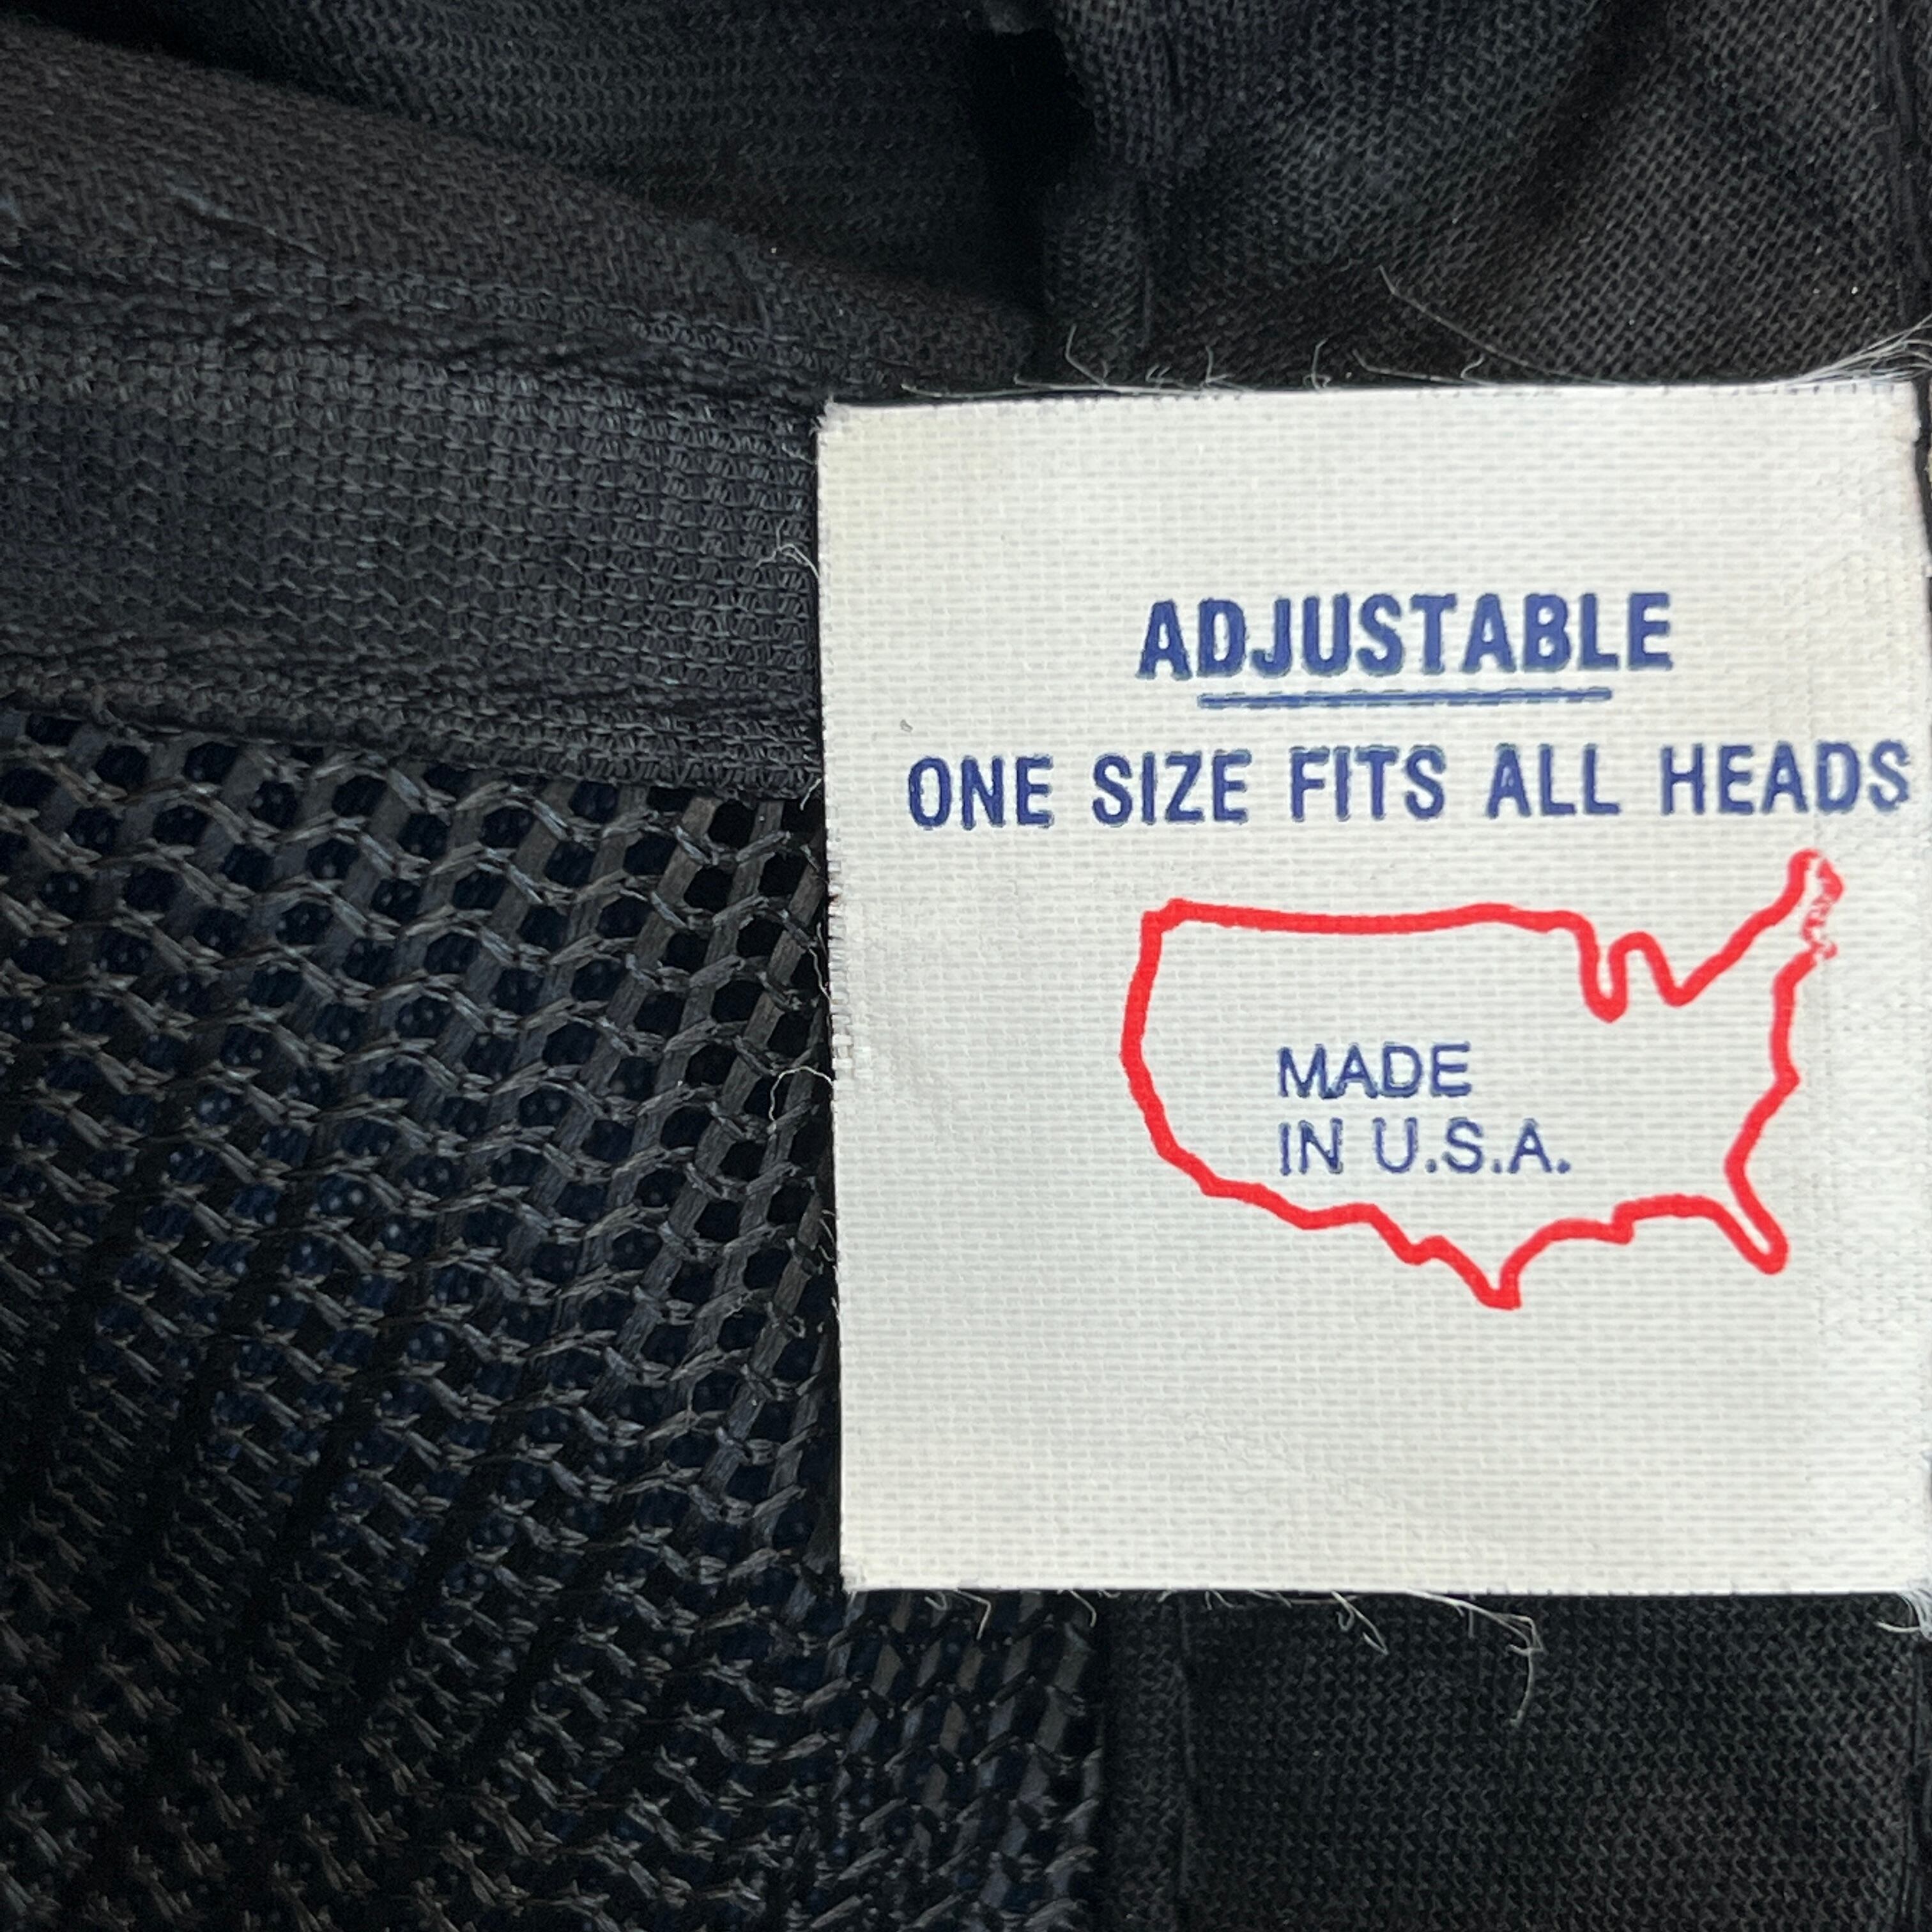 ADJUSTABLE
ONE SIZE FITS ALL HEADS
MADE
IN U.S.A.